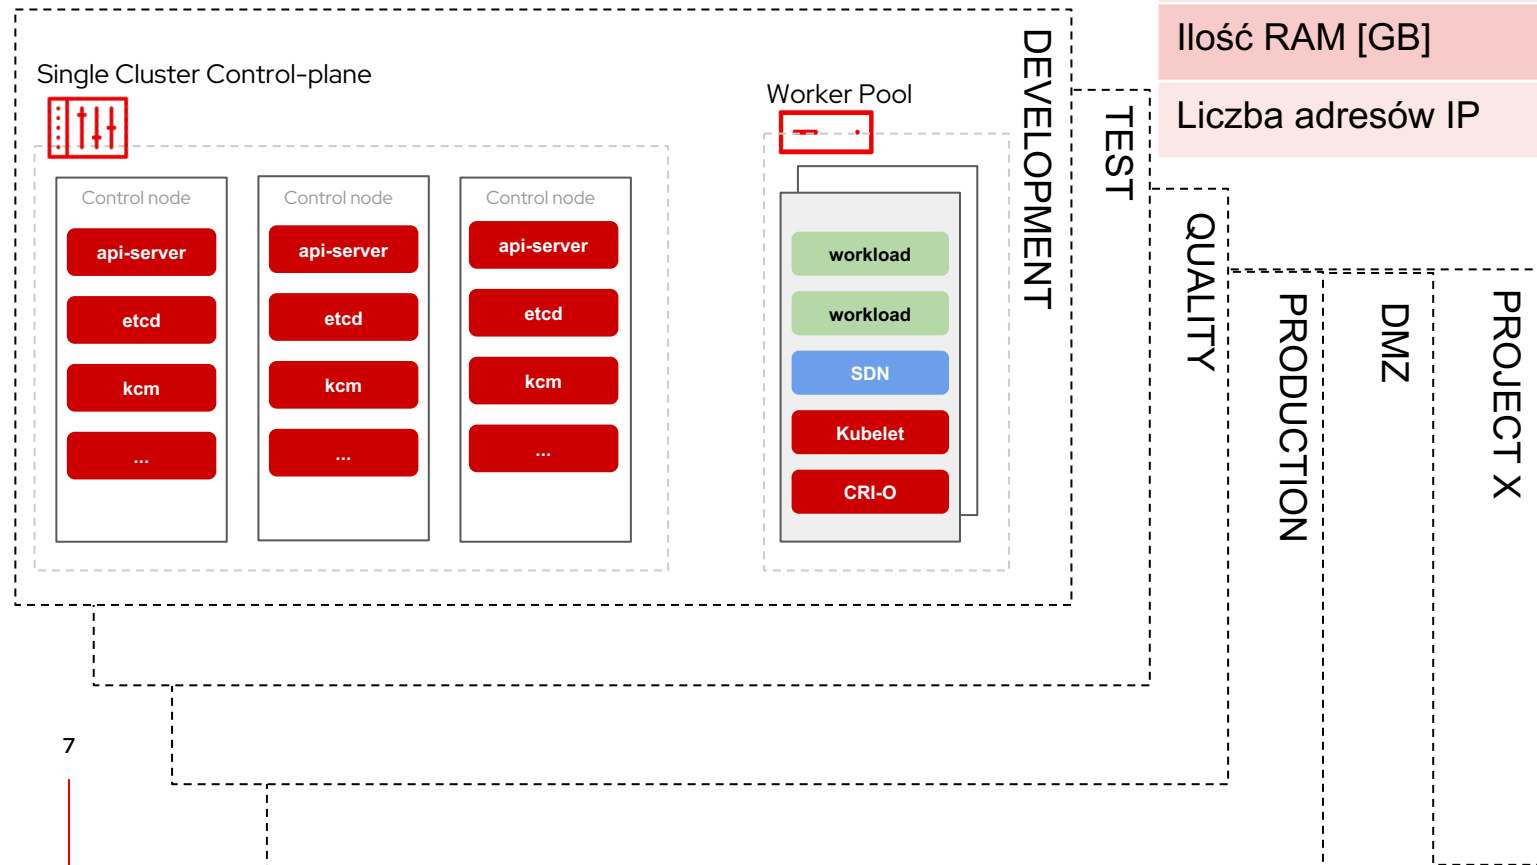 Single Cluster Control-plane
Control node
api-server
etcd
kcm
...
Control node
api-server
etcd
kcm
...
Control node
api-server
etcd
kcm
...
Worker Pool
workload
workload
SDN
Kubelet
CRI-O
DEVELOPMENT
TEST
QUALITY
PRODUCTION
DMZ
PROJECT X
Ilość RAM [GB]
Liczba adresów IP
7